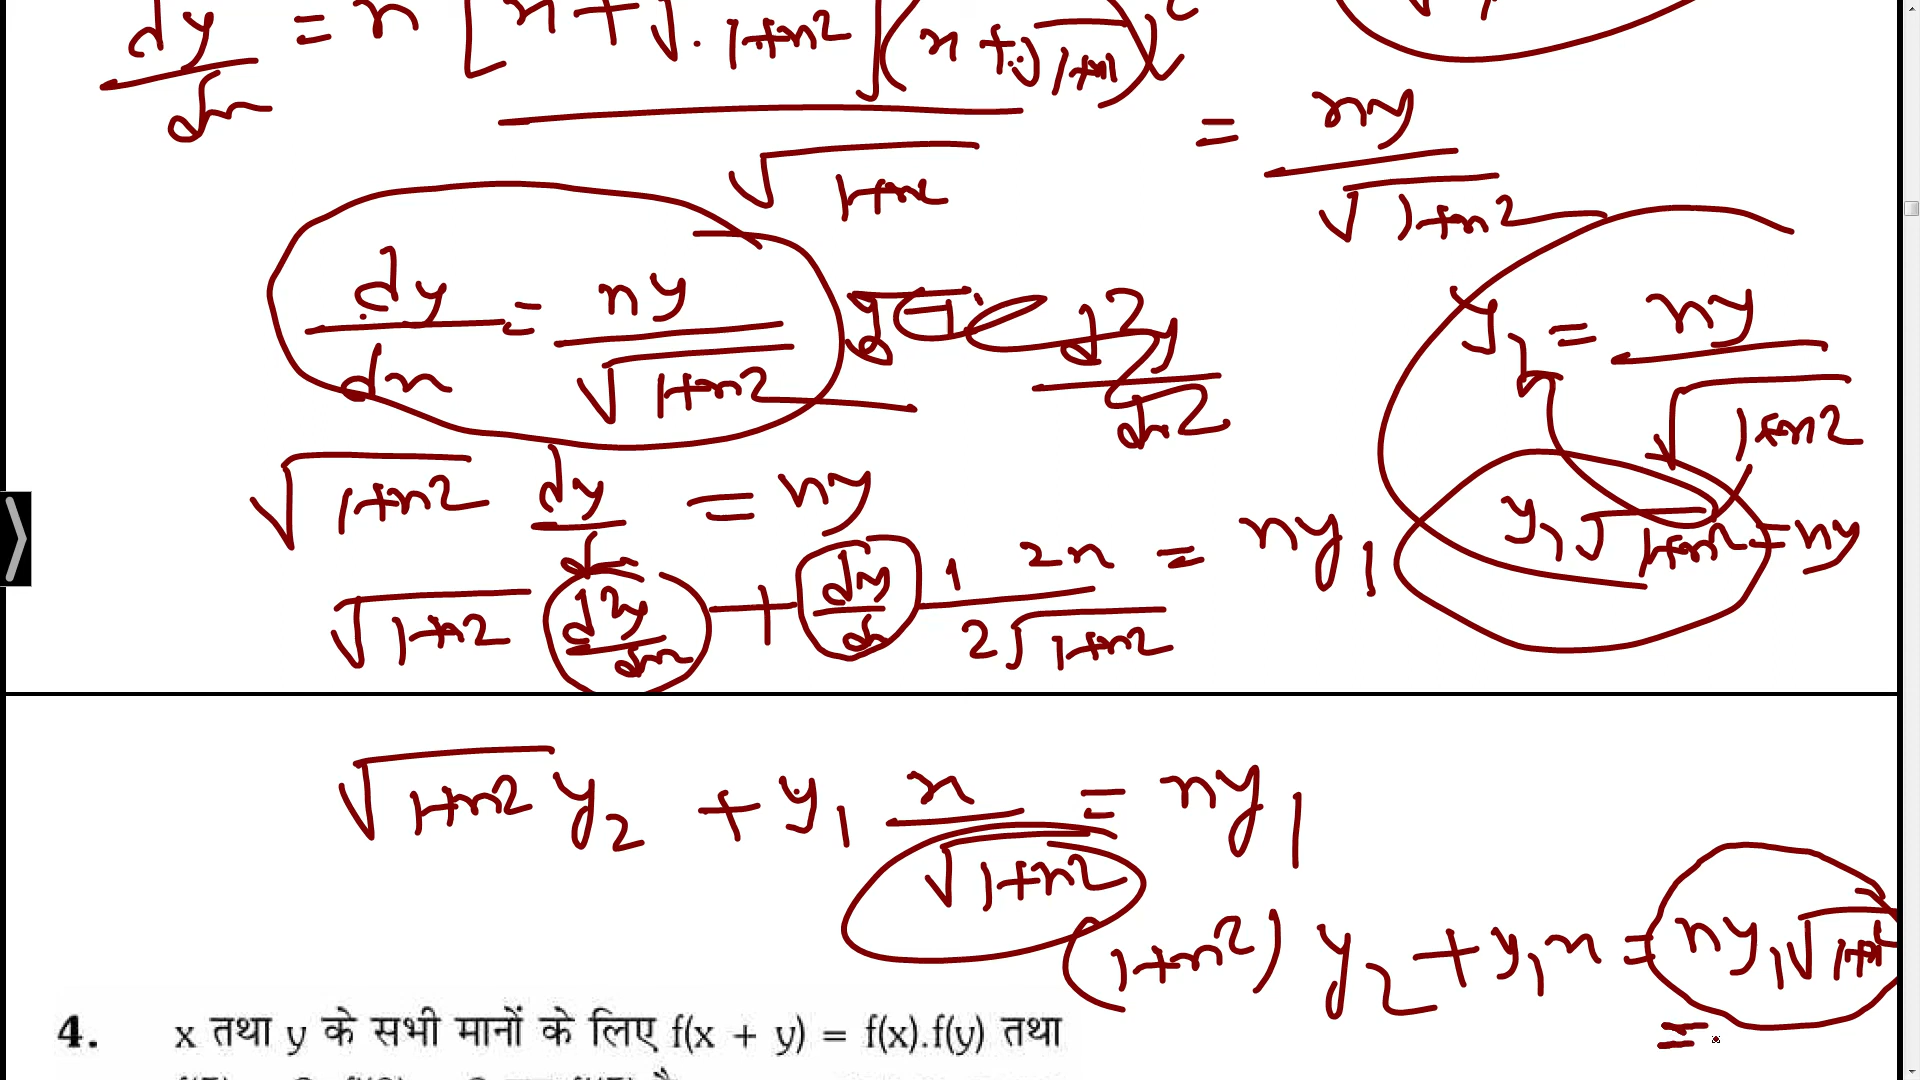 dy/dx = n [x + √1+x²](x + √1+x²)
√1+x² = ny/√1+x²
dy/dx = ny/√1+x² d²y/dx² y₁ = ny/√1+x²
√1+x² dy/dx = ny y₁√1+x² = ny
√1+x² d²y/dx + dy/dx 1/2√1+x² 2x = ny₁
√1+x² y₂ + y₁ x/√1+x² = ny₁
(1+x²) y₂ + y₁x = ny₁√1+x²
=
4. x तथा y के सभी मानों के लिए f(x + y) = f(x).f(y) तथा